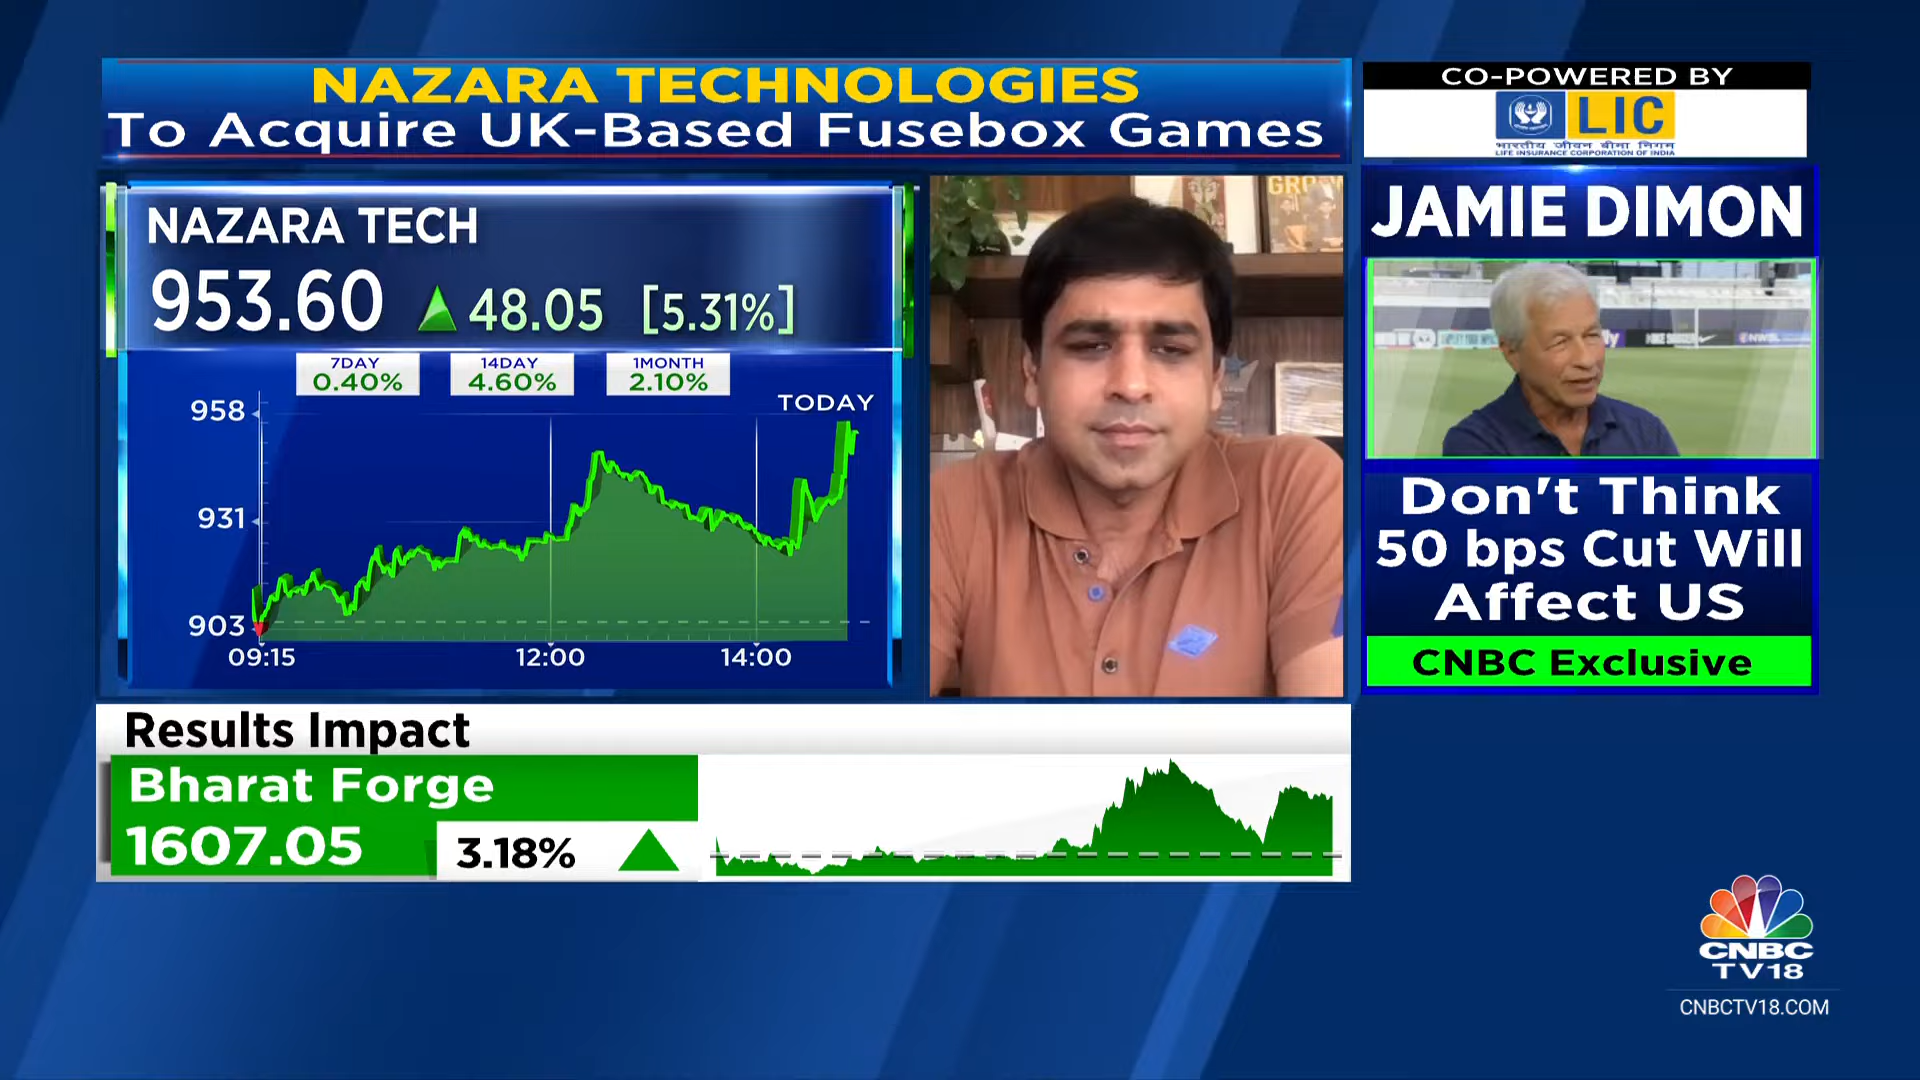 NAZARA TECHNOLOGIES
To Acquire UK-Based Fusebox Games
NAZARA TECH
953.60 ▲ 48.05 [5.31%]
7DAY
0.40%
14DAY
4.60%
1MONTH
2.10%
TODAY
958
931
903
09:15
12:00
14:00
CO-POWERED BY
LIC
भारतीय जीवन बीमा निगम
LIFE INSURANCE CORPORATION OF INDIA
JAMIE DIMON
NWSL
Don't Think
50 bps Cut Will
Affect US
CNBC Exclusive
Results Impact
Bharat Forge
1607.05
3.18%
CNBC
TV18
CNBCTV18.COM